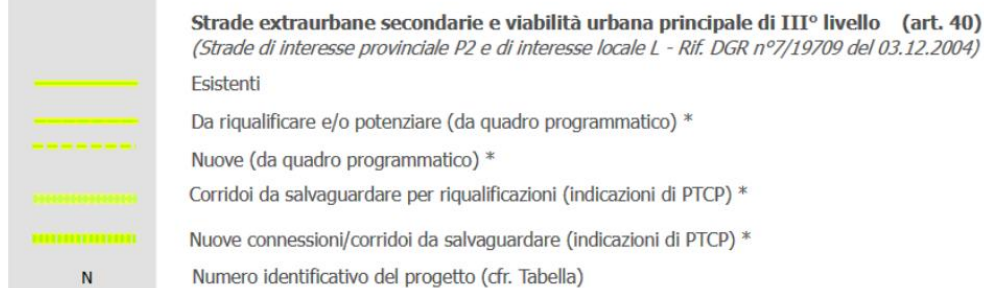 Strade extraurbane secondarie e viabilità urbana principale di III° livello (art. 40)
(Strade di interesse provinciale P2 e di interesse locale L - Rif. DGR n°7/19709 del 03.12.2004)
Esistenti
Da riqualificare e/o potenziare (da quadro programmatico) *
Nuove (da quadro programmatico) *
Corridoi da salvaguardare per riqualificazioni (indicazioni di PTCP) *
Nuove connessioni/corridoi da salvaguardare (indicazioni di PTCP) *
N Numero identificativo del progetto (cfr. Tabella)